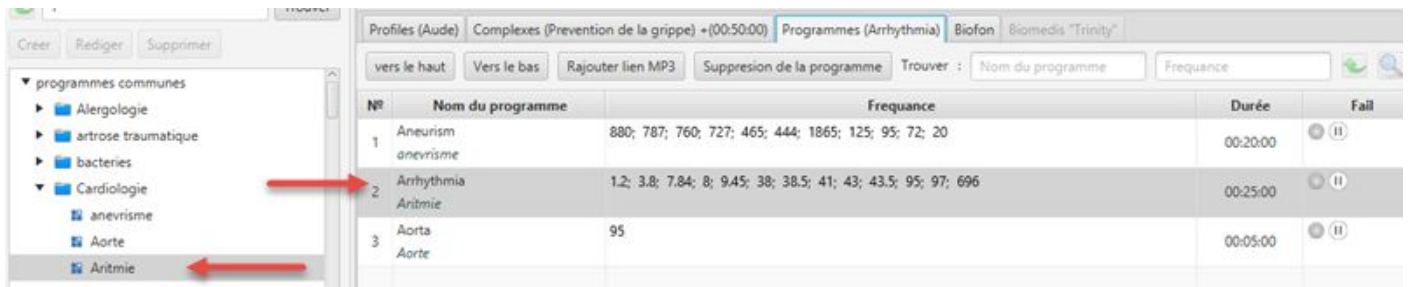 Trouver
Creer Rediger Supprimer
programmes communes
Alergologie
artrose traumatique
bacteries
Cardiologie
anevrisme
Aorte
Aritmie
Profiles (Aude) Complexes (Prevention de la grippe) +(00:50:00) Programmes (Arrhythmia) Biofon Biomedis "Trinity"
vers le haut Vers le bas Rajouter lien MP3 Suppresion de la programme Trouver : Nom du programme Frequance
Nº Nom du programme Frequance Durée Fail
1 Aneurism 880; 787; 760; 727; 465; 444; 1865; 125; 95; 72; 20 00:20:00
anevrisme
2 Arrhythmia 1.2; 3.8; 7.84; 8; 9.45; 38; 38.5; 41; 43; 43.5; 95; 97; 696 00:25:00
Aritmie
3 Aorta 95 00:05:00
Aorte